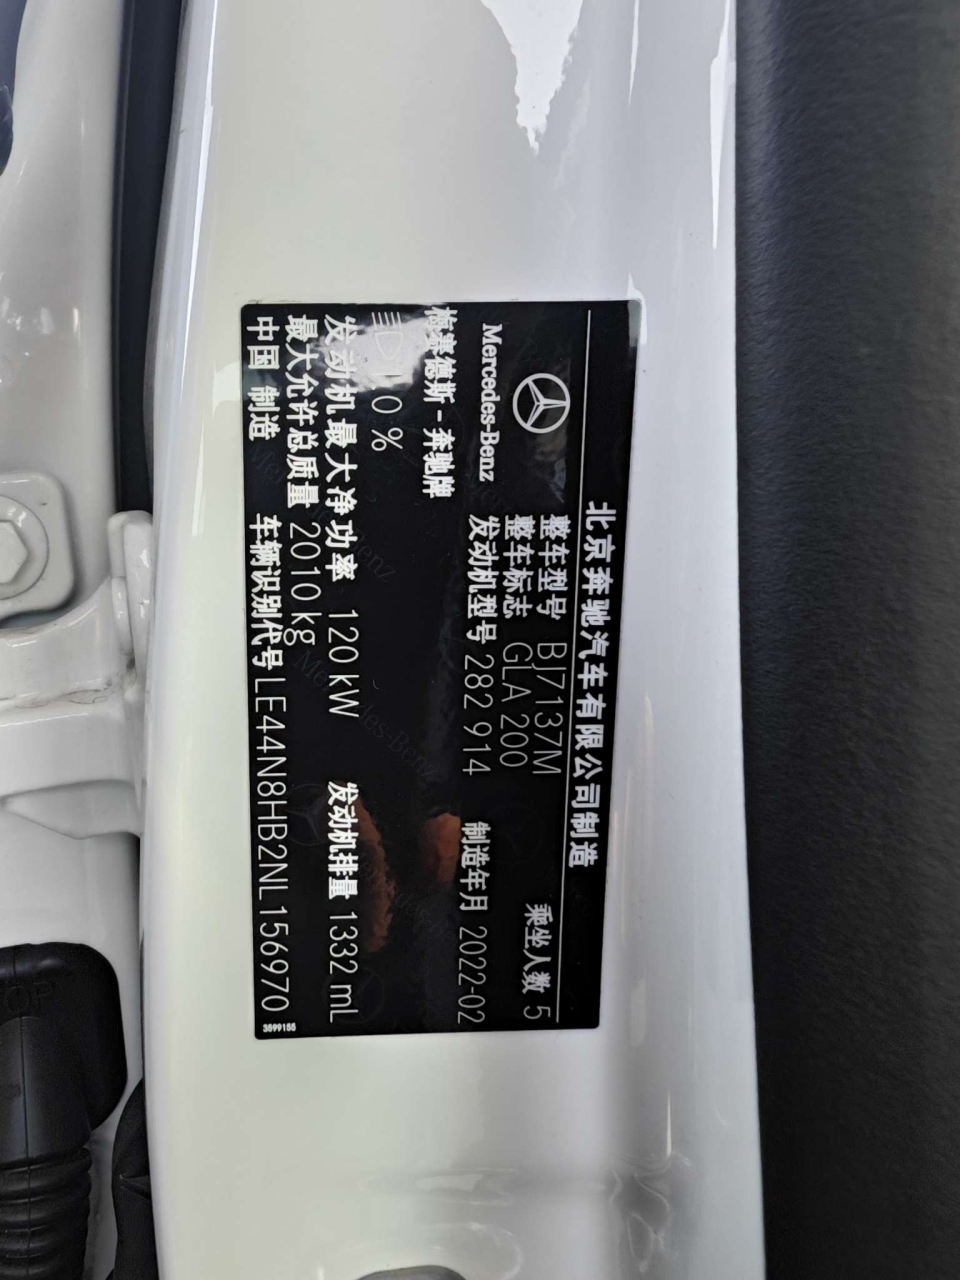 北京奔驰汽车有限公司制造
Mercedes-Benz
梅赛德斯-奔驰牌
整车型号 BJ7137M
整车标志 GLA 200
乘坐人数 5
发动机型号 282 914
制造年月 2022-02
10%
发动机最大净功率 120 kW
发动机排量 1332 mL
最大允许总质量 2010 kg
中国 制造
车辆识别代号 LE44N8HB2NL156970
3599155